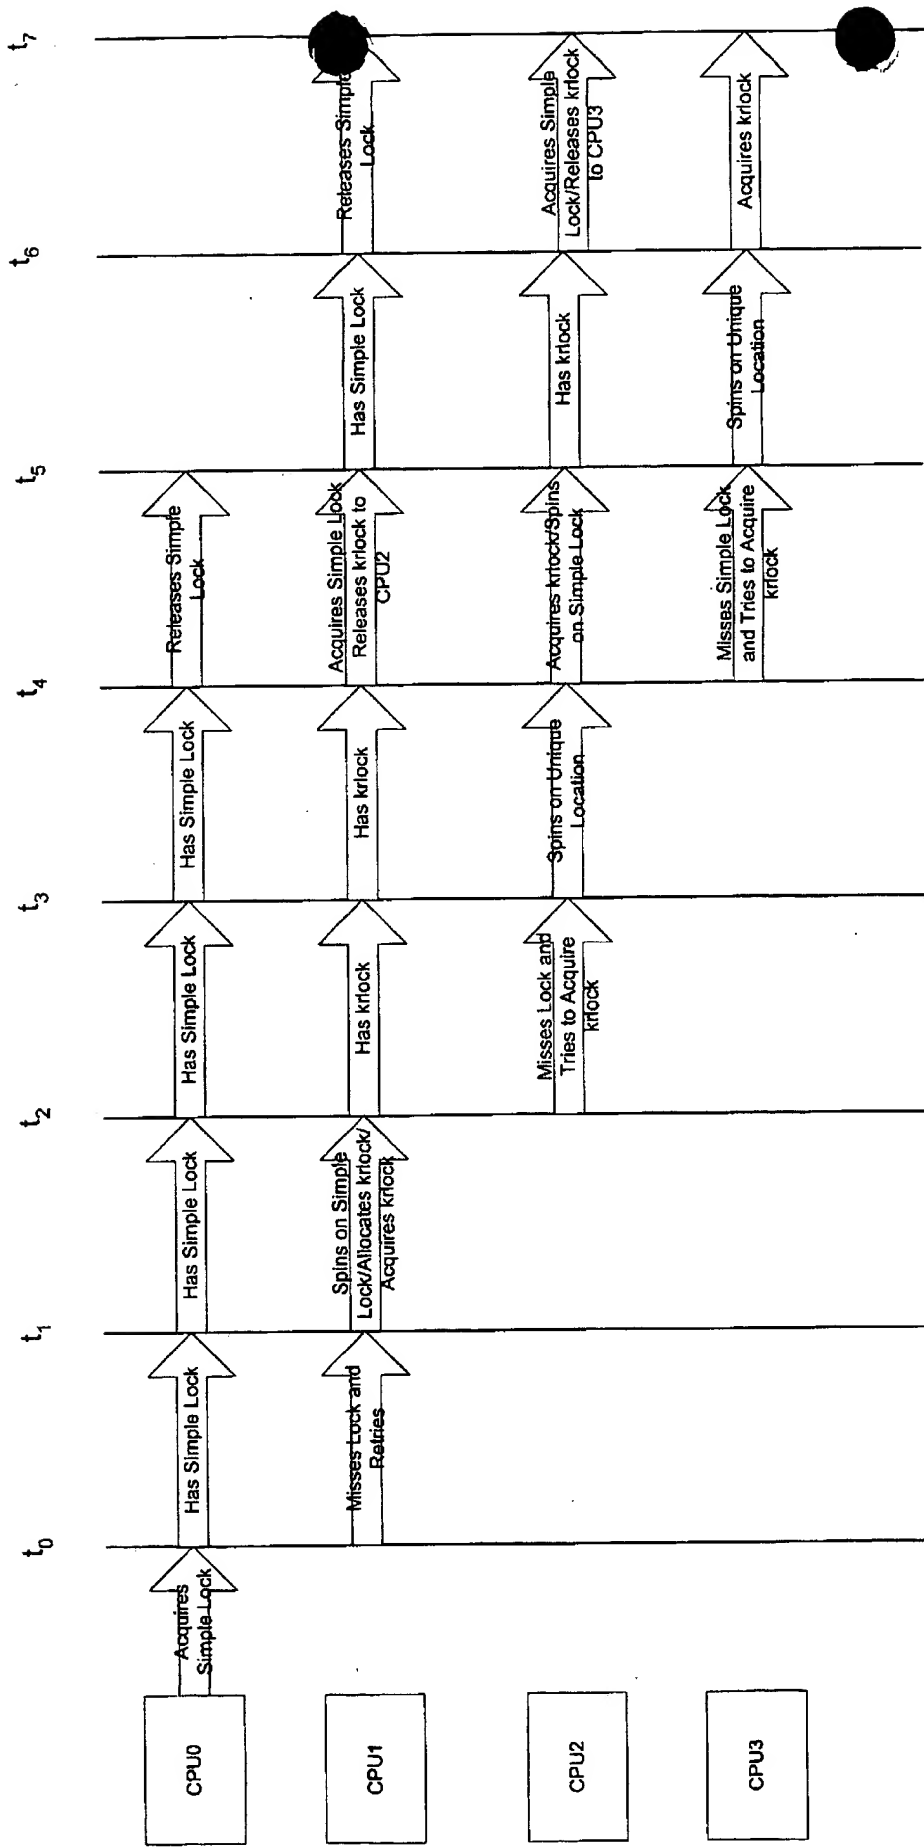 t0
t1
t2
t3
t4
t5
t6
t7
CPU0
Acquires
Simple Lock
Has Simple Lock
Has Simple Lock
Has Simple Lock
Has Simple Lock
Releases Simple
Lock
CPU1
Misses Lock and
Retries
Spins on Simple
Lock/Allocates krlock/
Acquires krlock
Has krlock
Has krlock
Acquires Simple Lock
Releases krlock to
CPU2
Has Simple Lock
Releases Simple
Lock
CPU2
Misses Lock and
Tries to Acquire
krlock
Spins on Unique
Location
Acquires krlock/Spins
on Simple Lock
Has krlock
Acquires Simple
Lock/Releases krlock
to CPU3
CPU3
Misses Simple Lock
and Tries to Acquire
krlock
Spins on Unique
Location
Acquires krlock